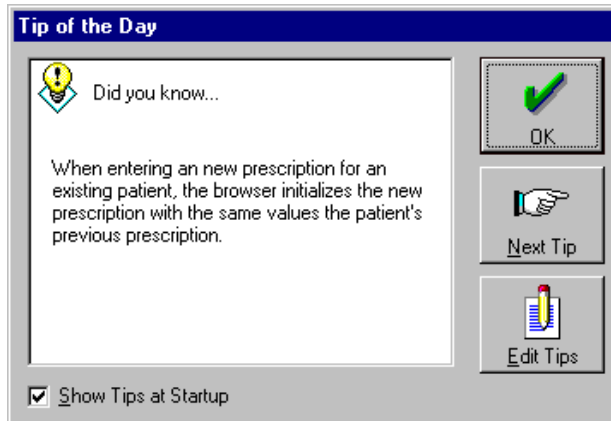 Tip of the Day
Did you know...
When entering an new prescription for an
existing patient, the browser initializes the new
prescription with the same values the patient's
previous prescription.
OK
Next Tip
Edit Tips
Show Tips at Startup